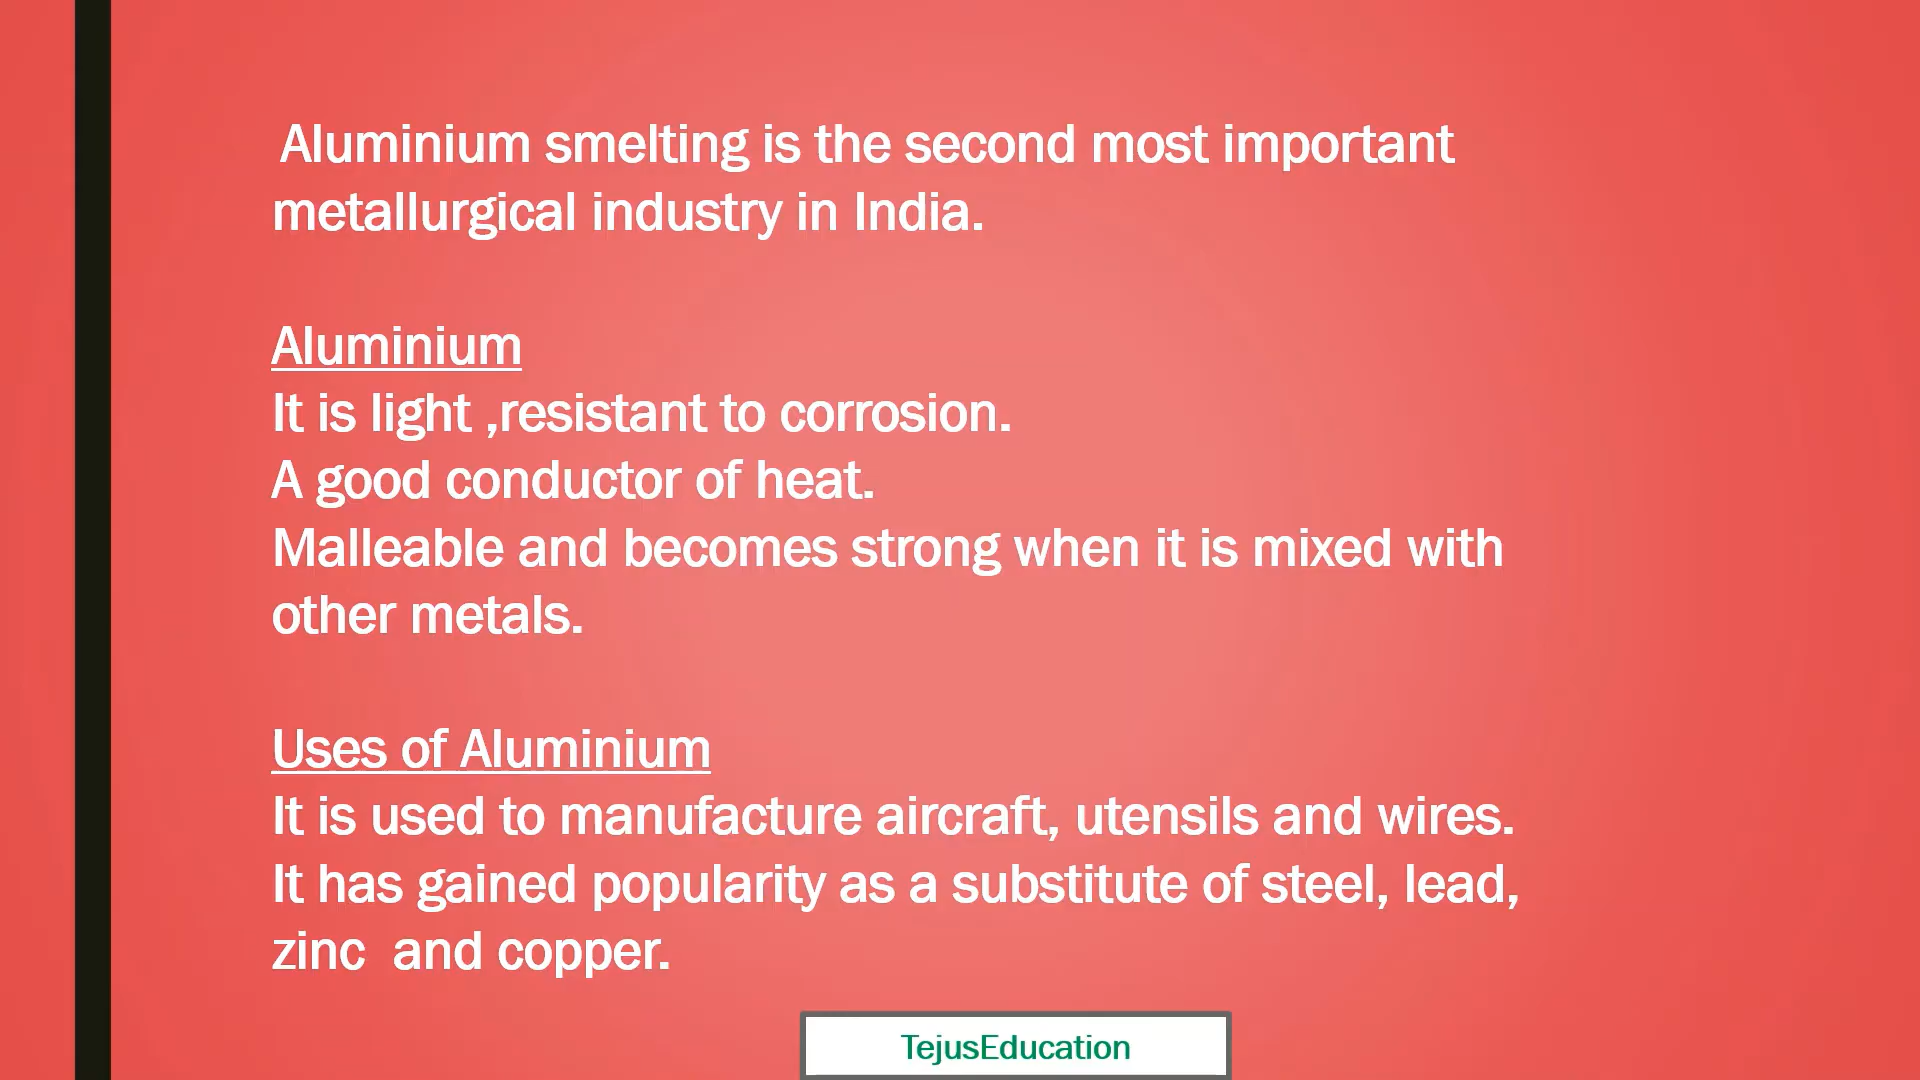 Aluminium smelting is the second most important
metallurgical industry in India.
Aluminium
It is light ,resistant to corrosion.
A good conductor of heat.
Malleable and becomes strong when it is mixed with
other metals.
Uses of Aluminium
It is used to manufacture aircraft, utensils and wires.
It has gained popularity as a substitute of steel, lead,
zinc  and copper.
TejusEducation